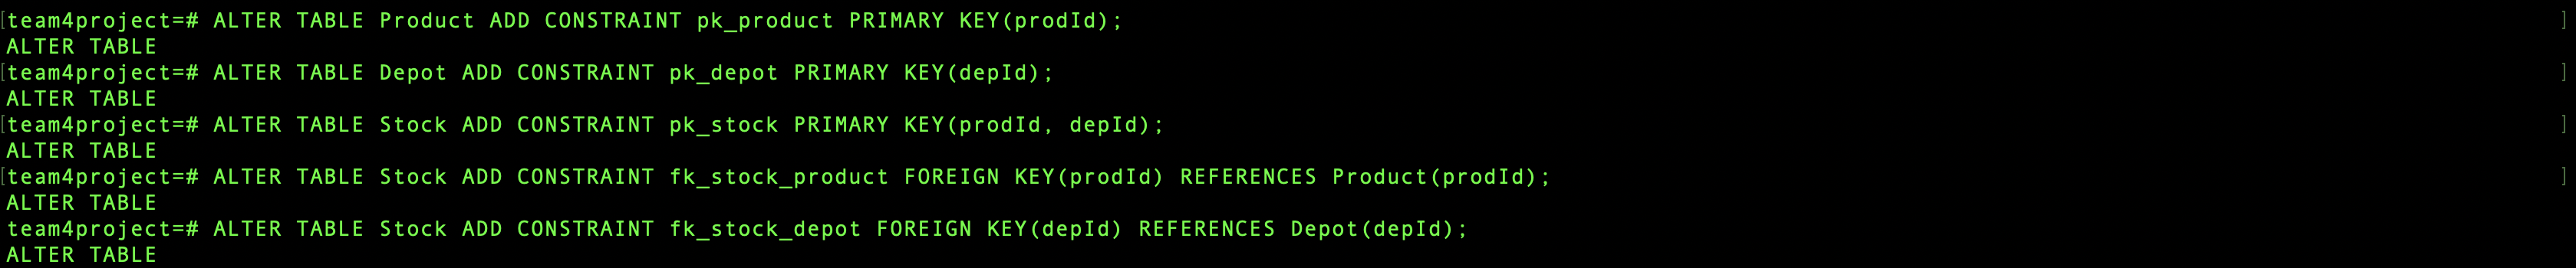 [team4project=# ALTER TABLE Product ADD CONSTRAINT pk_product PRIMARY KEY(prodId); ]
ALTER TABLE
[team4project=# ALTER TABLE Depot ADD CONSTRAINT pk_depot PRIMARY KEY(depId); ]
ALTER TABLE
[team4project=# ALTER TABLE Stock ADD CONSTRAINT pk_stock PRIMARY KEY(prodId, depId); ]
ALTER TABLE
[team4project=# ALTER TABLE Stock ADD CONSTRAINT fk_stock_product FOREIGN KEY(prodId) REFERENCES Product(prodId); ]
ALTER TABLE
team4project=# ALTER TABLE Stock ADD CONSTRAINT fk_stock_depot FOREIGN KEY(depId) REFERENCES Depot(depId);
ALTER TABLE